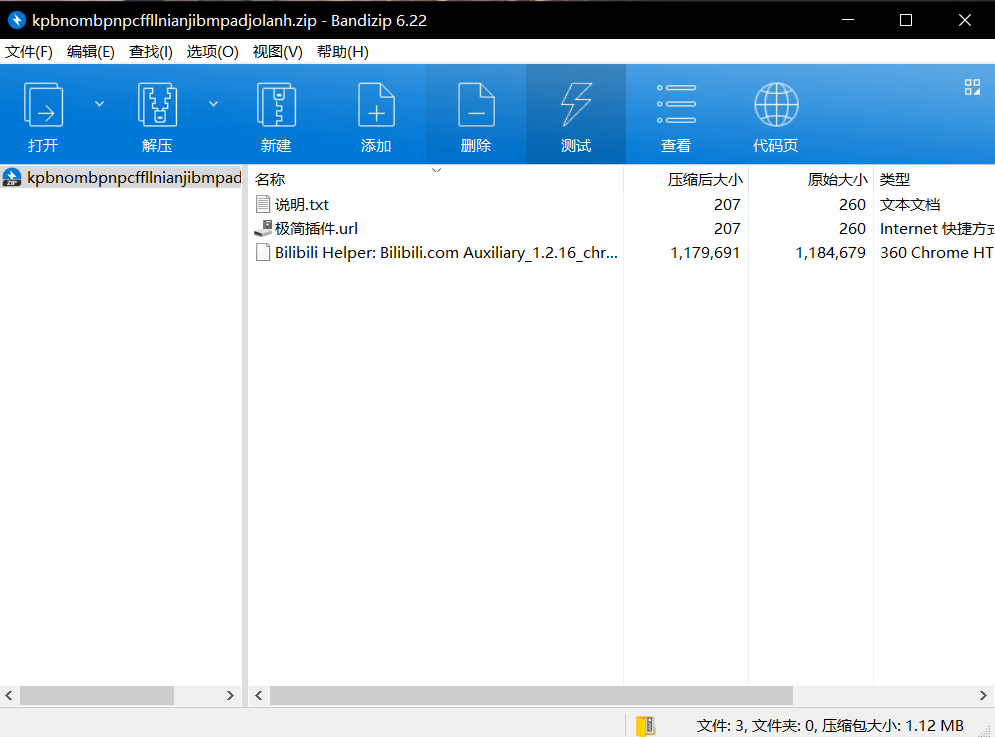 kpbnombpnpcffllnianjibmpadjolanh.zip - Bandizip 6.22
文件(F) 编辑(E) 查找(I) 选项(O) 视图(V) 帮助(H)
打开 解压 新建 添加 删除 测试 查看 代码页
kpbnombpnpcffllnianjibmpad
名称 压缩后大小 原始大小 类型
说明.txt 207 260 文本文档
极简插件.url 207 260 Internet 快捷方式
Bilibili Helper: Bilibili.com Auxiliary_1.2.16_chr... 1,179,691 1,184,679 360 Chrome HT
文件: 3, 文件夹: 0, 压缩包大小: 1.12 MB